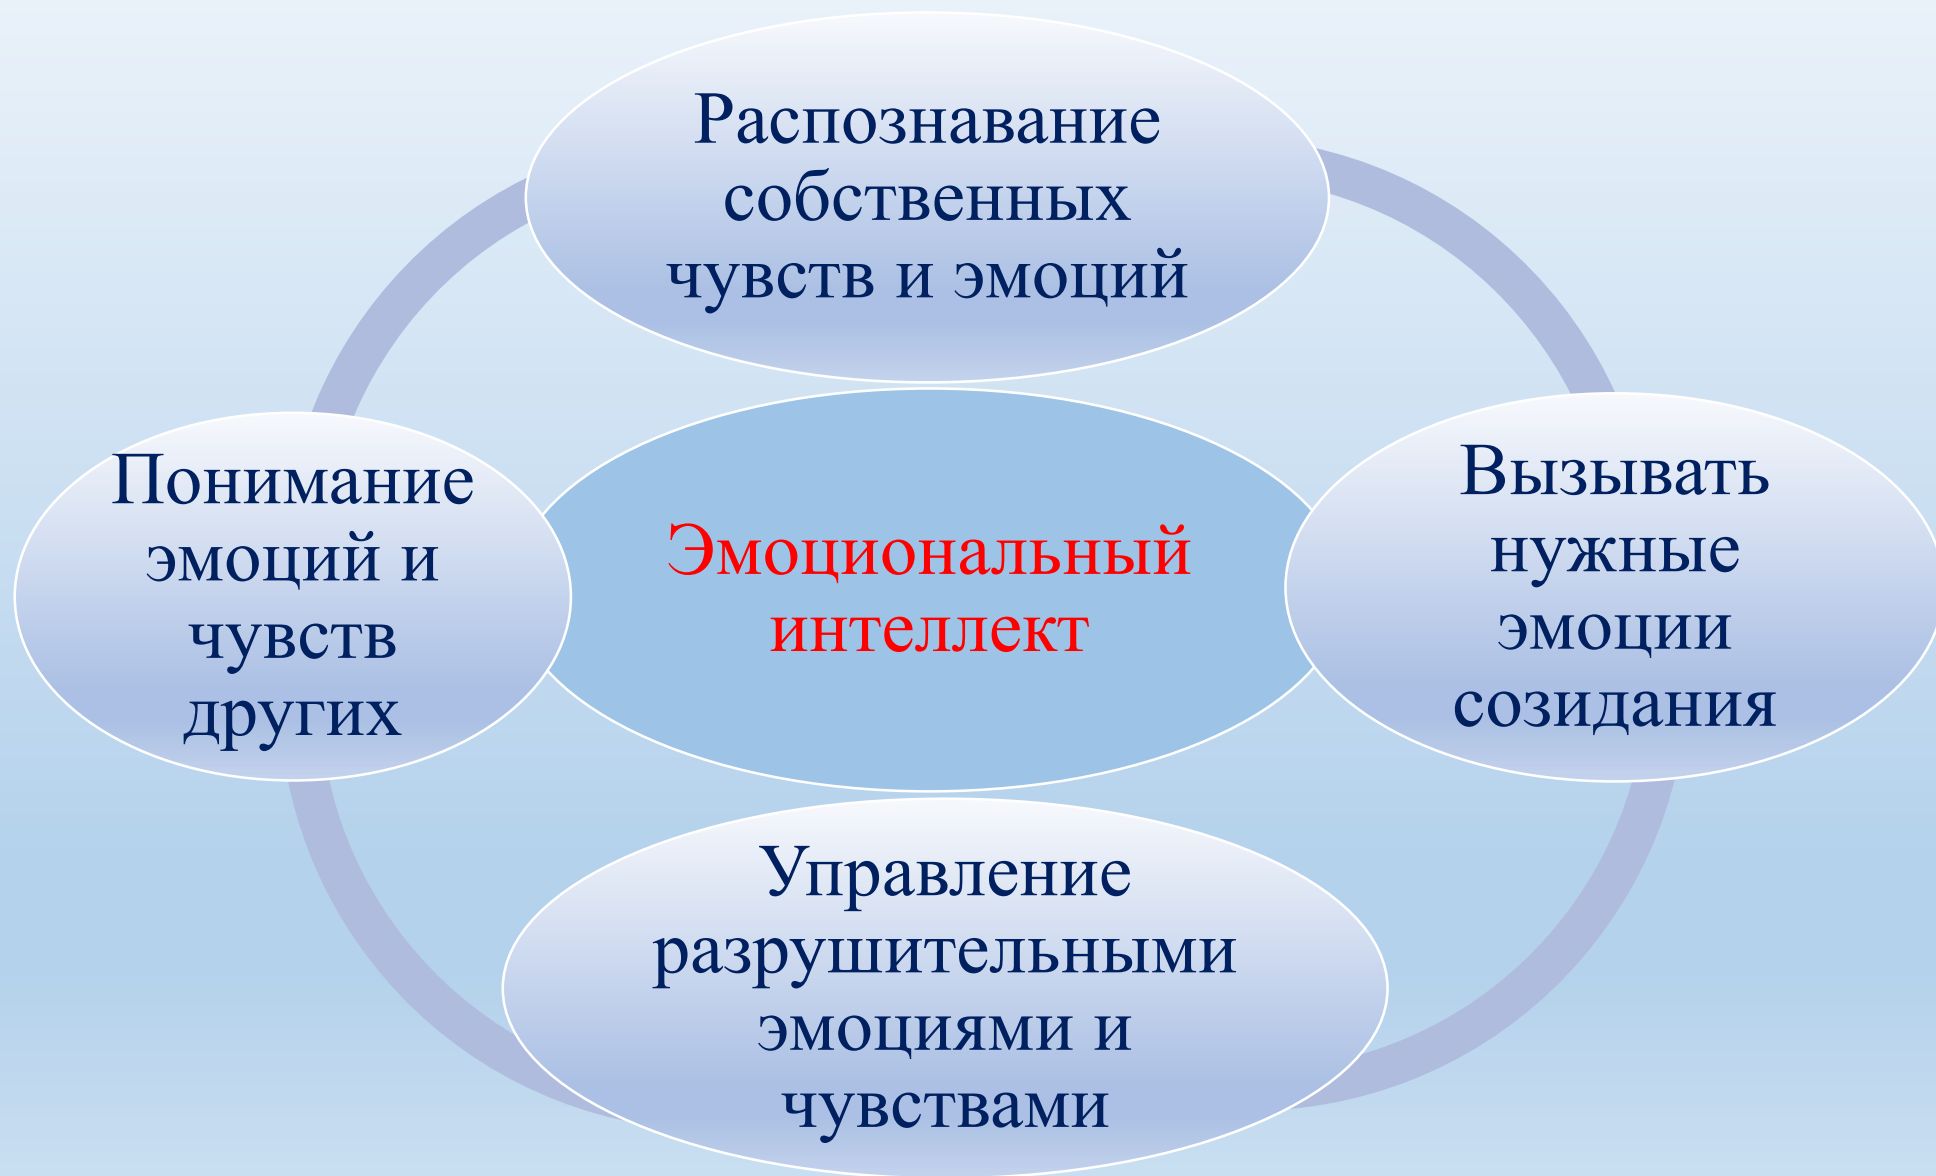 Распознавание
собственных
чувств и эмоций
Понимание
эмоций и
чувств
других
Эмоциональный
интеллект
Вызывать
нужные
эмоции
созидания
Управление
разрушительными
эмоциями и
чувствами